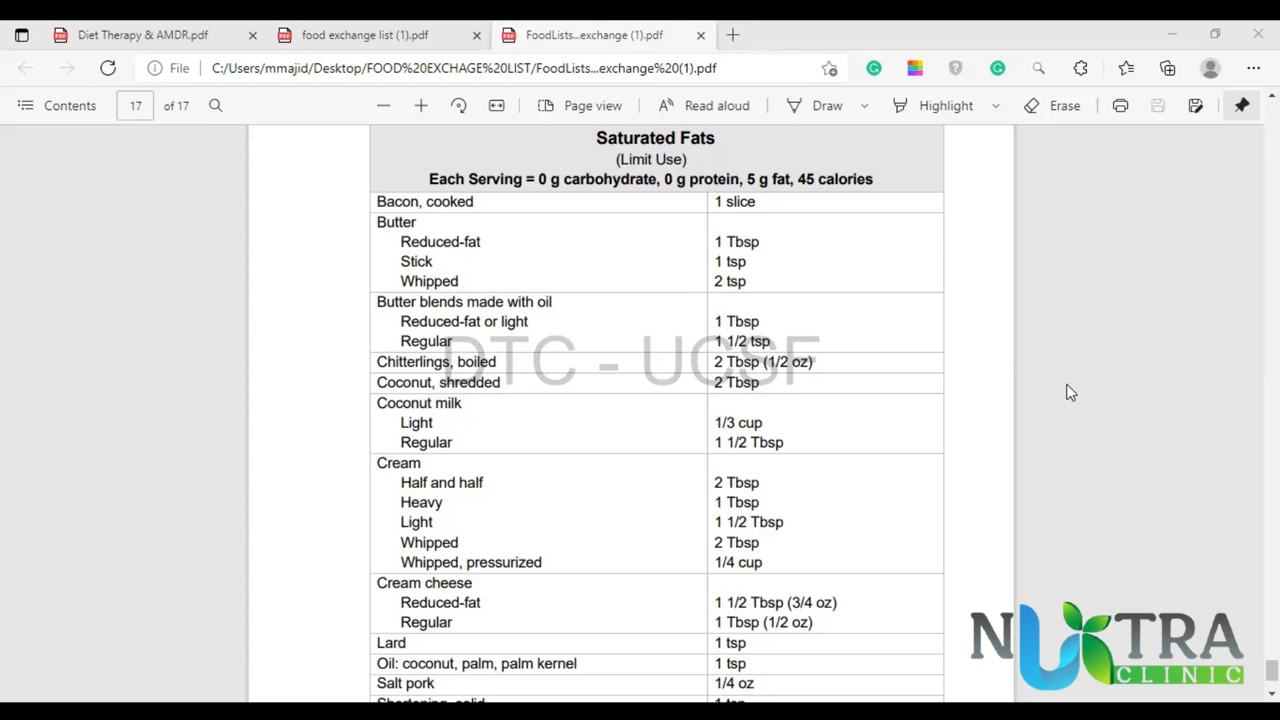 Diet Therapy & AMDR.pdf
food exchange list (1).pdf
FoodLists...exchange (1).pdf
File C:/Users/mmajid/Desktop/FOOD%20EXCHAGE%20LIST/FoodLists...exchange%20(1).pdf
Contents 17 of 17 Page view Read aloud Draw Highlight Erase
Saturated Fats
(Limit Use)
Each Serving = 0 g carbohydrate, 0 g protein, 5 g fat, 45 calories
Bacon, cooked 1 slice
Butter
Reduced-fat 1 Tbsp
Stick 1 tsp
Whipped 2 tsp
Butter blends made with oil
Reduced-fat or light 1 Tbsp
Regular 1 1/2 tsp
DTC - UCSF
Chitterlings, boiled 2 Tbsp (1/2 oz)
Coconut, shredded 2 Tbsp
Coconut milk
Light 1/3 cup
Regular 1 1/2 Tbsp
Cream
Half and half 2 Tbsp
Heavy 1 Tbsp
Light 1 1/2 Tbsp
Whipped 2 Tbsp
Whipped, pressurized 1/4 cup
Cream cheese
Reduced-fat 1 1/2 Tbsp (3/4 oz)
Regular 1 Tbsp (1/2 oz)
Lard 1 tsp
Oil: coconut, palm, palm kernel 1 tsp
Salt pork 1/4 oz
Shortening, solid 1 tsp
NUTRA
CLINIC